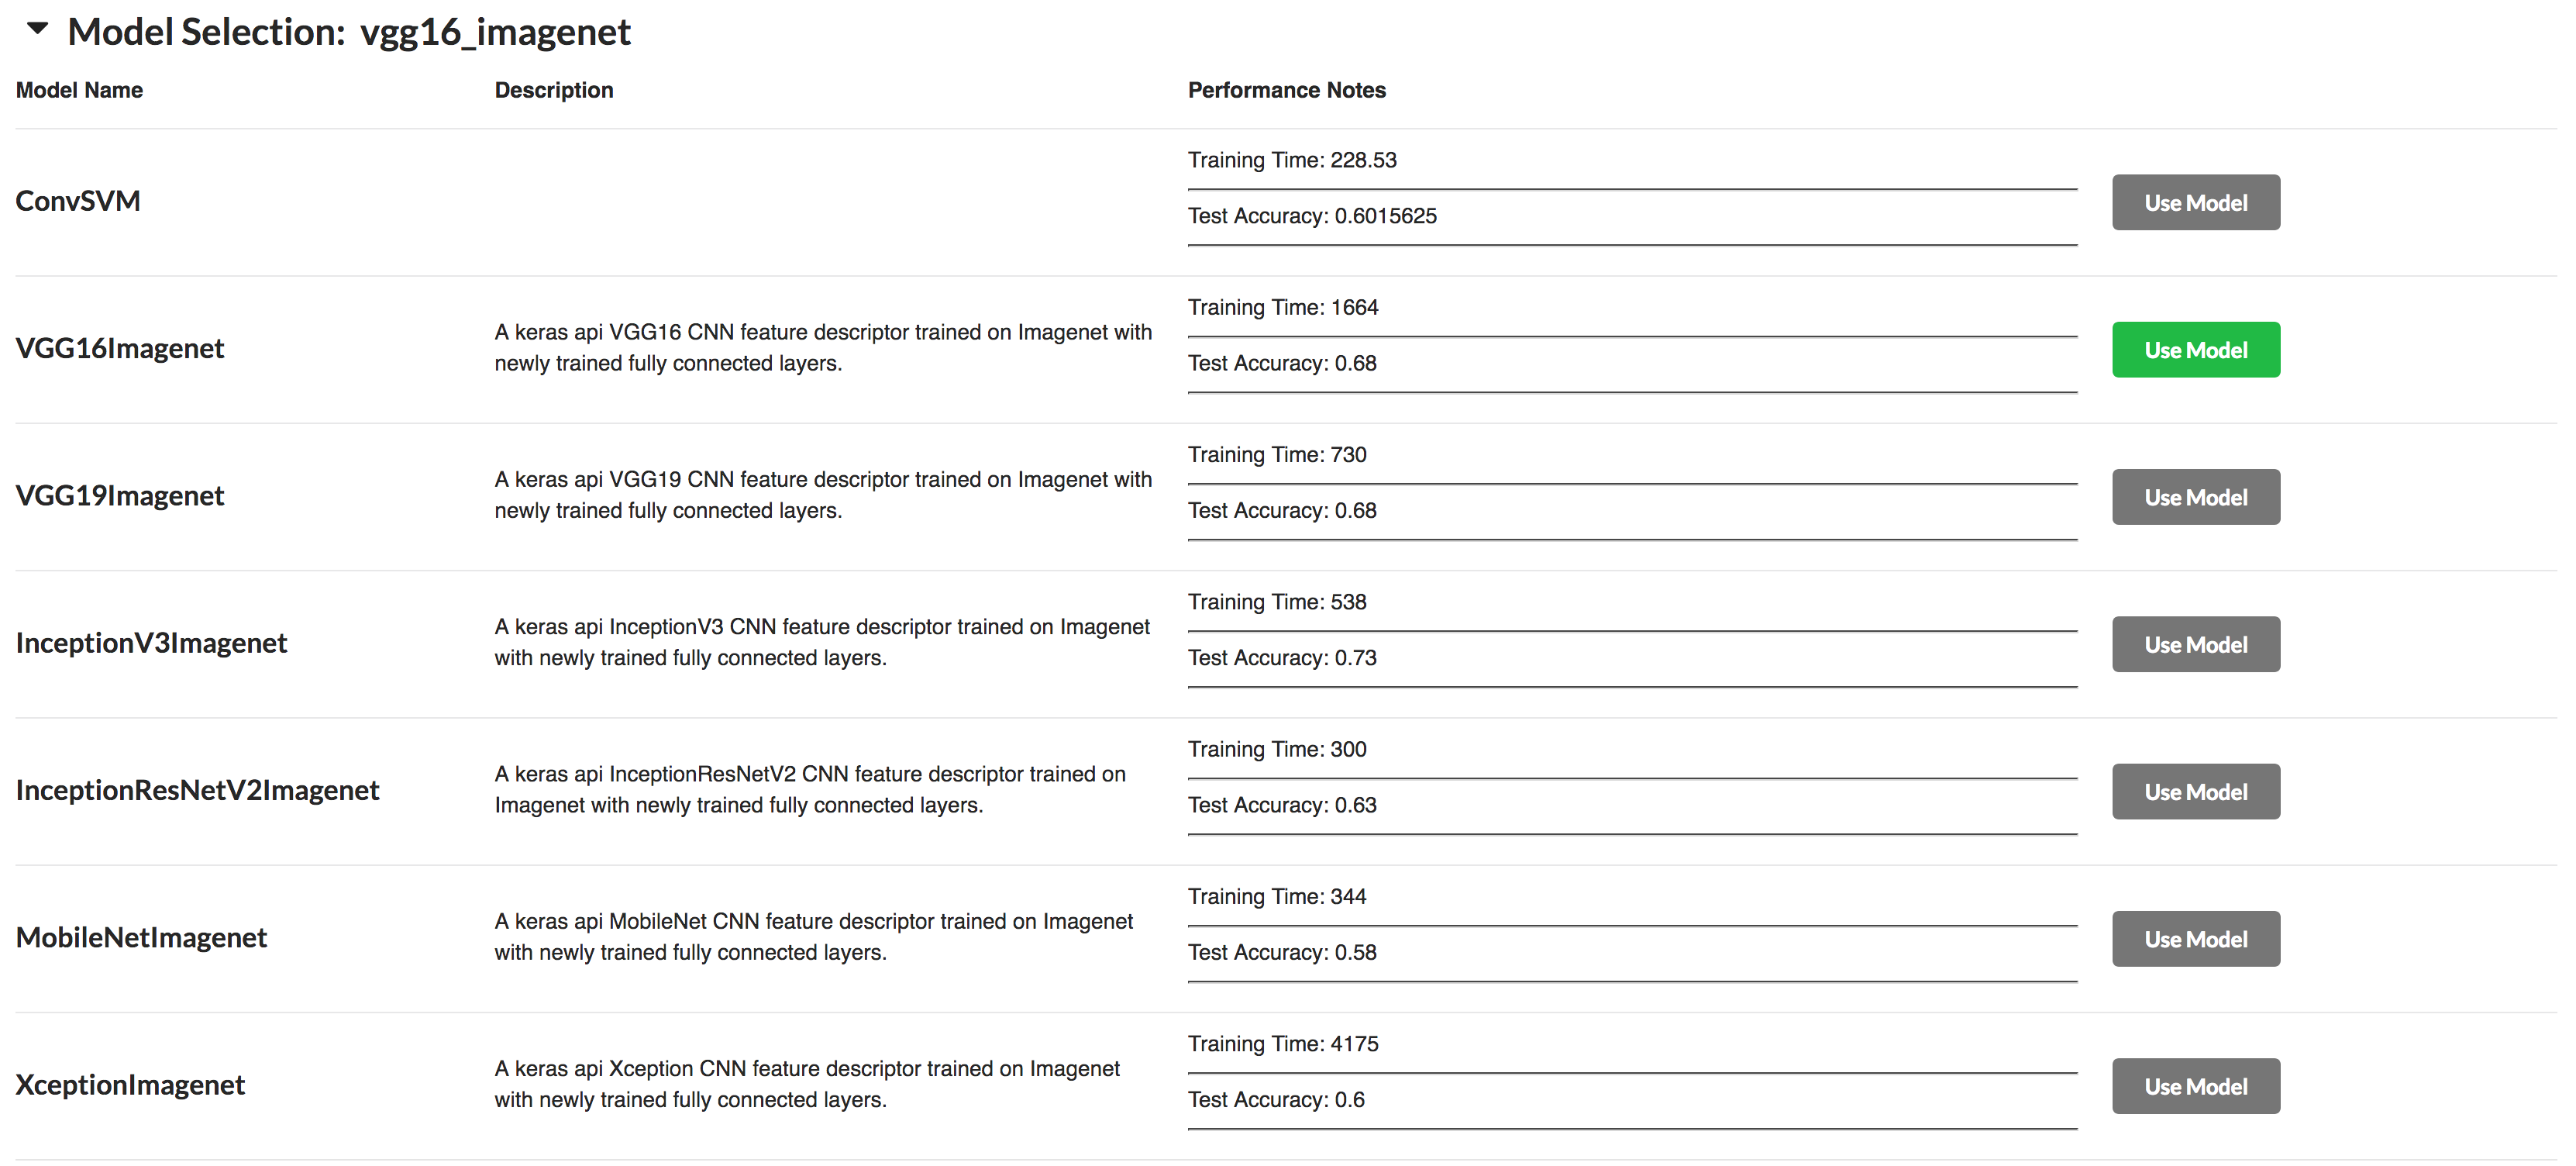 Model Selection: vgg16_imagenet
Model Name Description Performance Notes
ConvSVM
Training Time: 228.53
Test Accuracy: 0.6015625
Use Model
VGG16Imagenet
A keras api VGG16 CNN feature descriptor trained on Imagenet with
newly trained fully connected layers.
Training Time: 1664
Test Accuracy: 0.68
Use Model
VGG19Imagenet
A keras api VGG19 CNN feature descriptor trained on Imagenet with
newly trained fully connected layers.
Training Time: 730
Test Accuracy: 0.68
Use Model
InceptionV3Imagenet
A keras api InceptionV3 CNN feature descriptor trained on Imagenet
with newly trained fully connected layers.
Training Time: 538
Test Accuracy: 0.73
Use Model
InceptionResNetV2Imagenet
A keras api InceptionResNetV2 CNN feature descriptor trained on
Imagenet with newly trained fully connected layers.
Training Time: 300
Test Accuracy: 0.63
Use Model
MobileNetImagenet
A keras api MobileNet CNN feature descriptor trained on Imagenet
with newly trained fully connected layers.
Training Time: 344
Test Accuracy: 0.58
Use Model
XceptionImagenet
A keras api Xception CNN feature descriptor trained on Imagenet
with newly trained fully connected layers.
Training Time: 4175
Test Accuracy: 0.6
Use Model